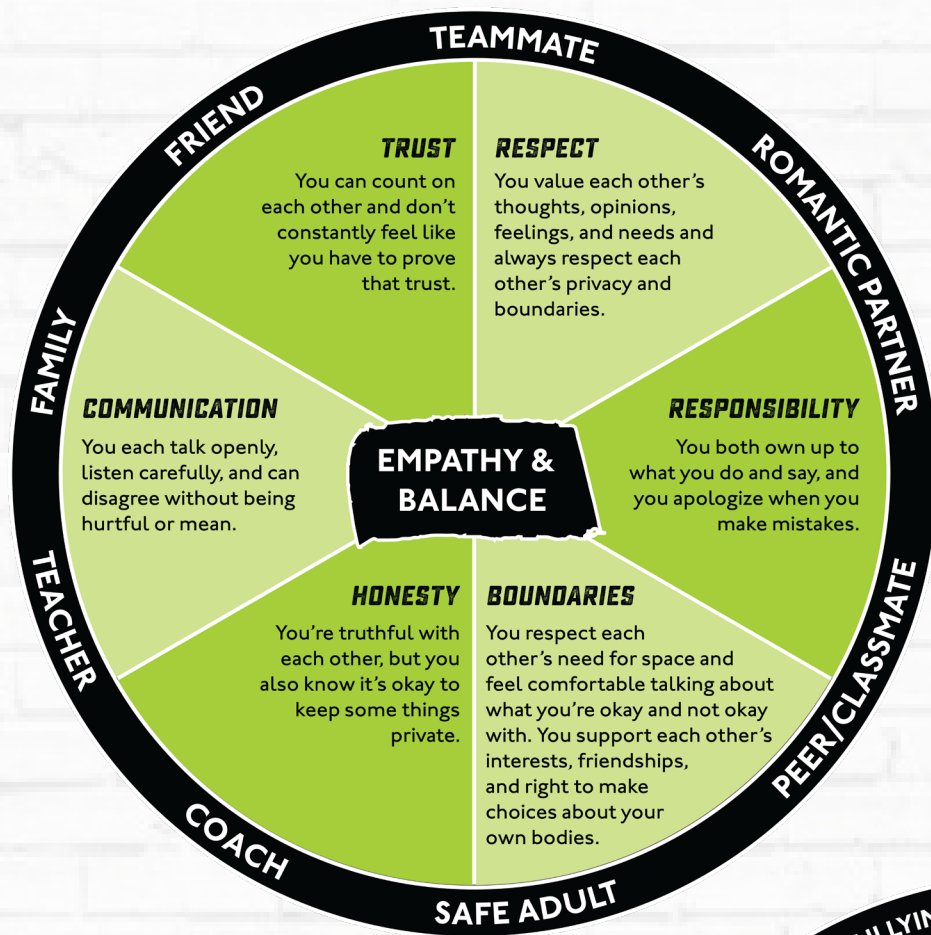 TEAMMATE
FRIEND
ROMANTIC PARTNER
TRUST
You can count on
each other and don't
constantly feel like
you have to prove
that trust.
RESPECT
You value each other's
thoughts, opinions,
feelings, and needs and
always respect each
other's privacy and
boundaries.
FAMILY
COMMUNICATION
You each talk openly,
listen carefully, and can
disagree without being
hurtful or mean.
EMPATHY &
BALANCE
RESPONSIBILITY
You both own up to
what you do and say, and
you apologize when you
make mistakes.
TEACHER
HONESTY
You're truthful with
each other, but you
also know it's okay to
keep some things
private.
BOUNDARIES
You respect each
other's need for space and
feel comfortable talking about
what you're okay and not okay
with. You support each other's
interests, friendships,
and right to make
choices about your
own bodies.
PEER/CLASSMATE
COACH
SAFE ADULT